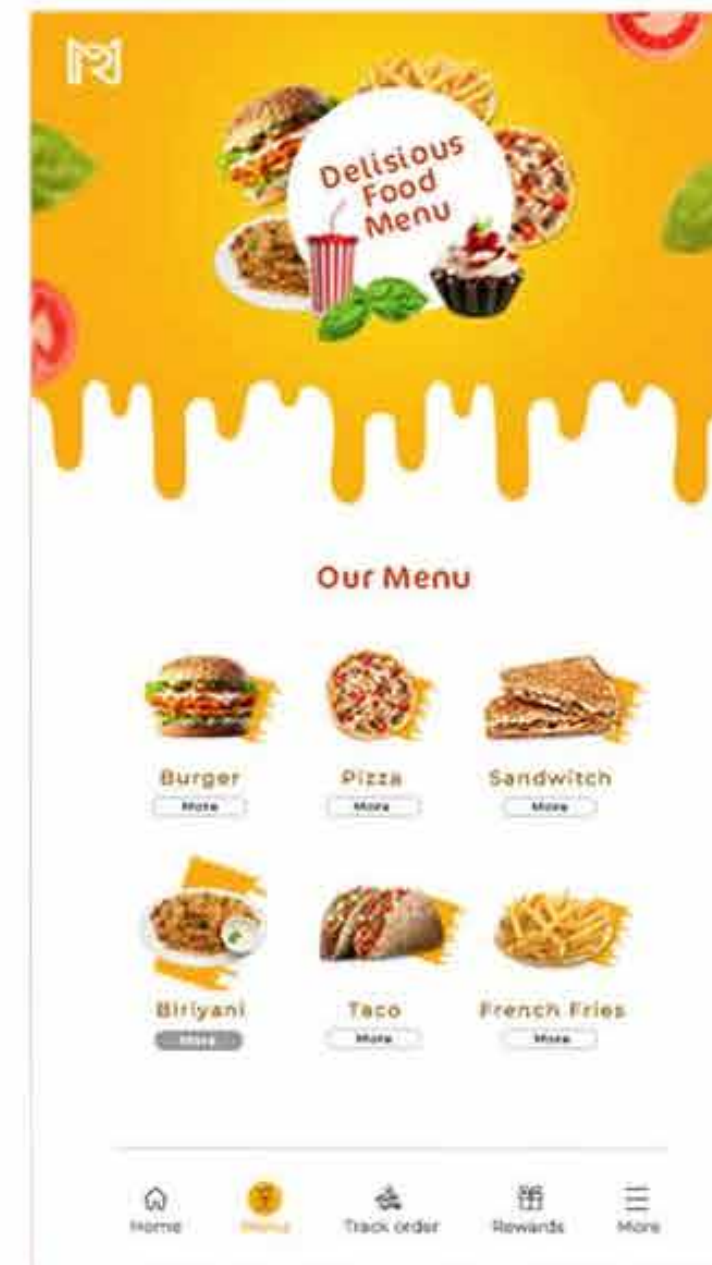 Delisious
Food
Menu
Our Menu
Burger
Pizza
Sandwitch
More
More
More
Biriyani
Taco
French Fries
More
More
More
Home
Menu
Track order
Rewards
More